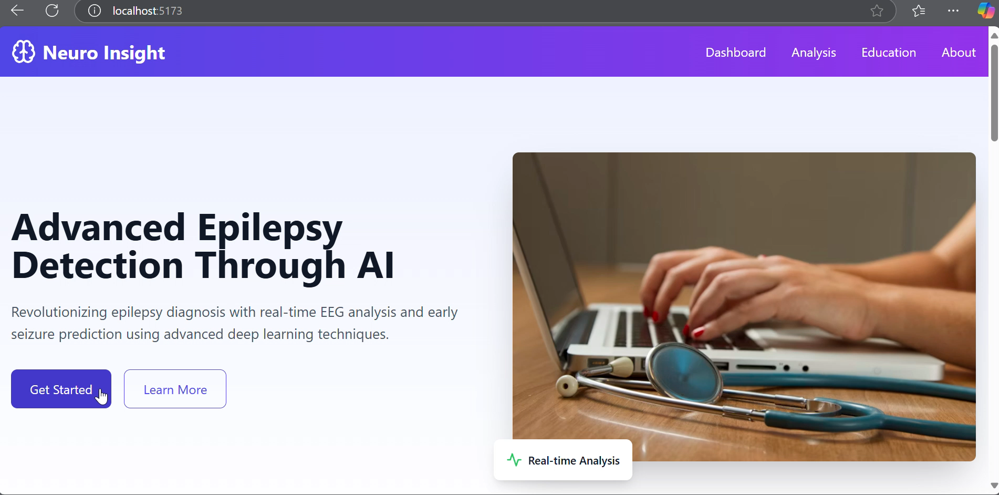 localhost:5173
Neuro Insight
Dashboard
Analysis
Education
About
Advanced Epilepsy
Detection Through AI
Revolutionizing epilepsy diagnosis with real-time EEG analysis and early
seizure prediction using advanced deep learning techniques.
Get Started
Learn More
Real-time Analysis